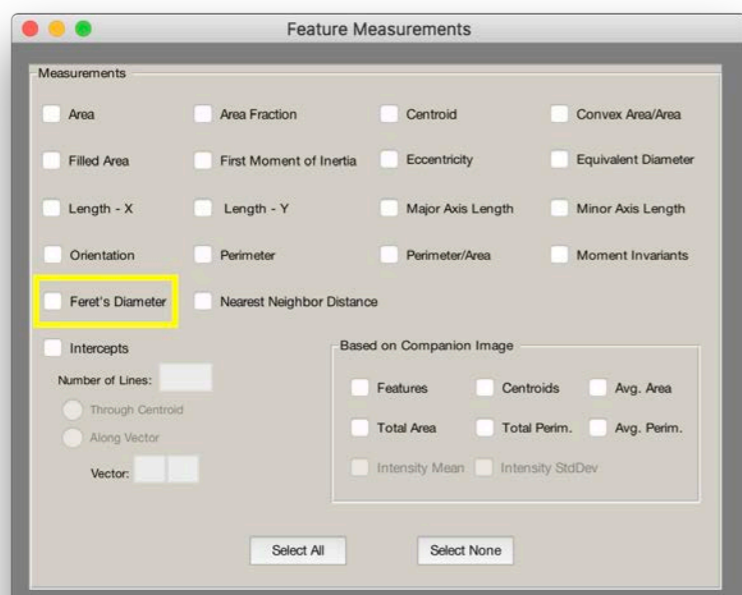 Feature Measurements
Measurements
Area Area Fraction Centroid Convex Area/Area
Filled Area First Moment of Inertia Eccentricity Equivalent Diameter
Length - X Length - Y Major Axis Length Minor Axis Length
Orientation Perimeter Perimeter/Area Moment Invariants
Feret's Diameter Nearest Neighbor Distance
Intercepts
Number of Lines:
Through Centroid
Along Vector
Vector:
Based on Companion Image
Features Centroids Avg. Area
Total Area Total Perim. Avg. Perim.
Intensity Mean Intensity StdDev
Select All Select None